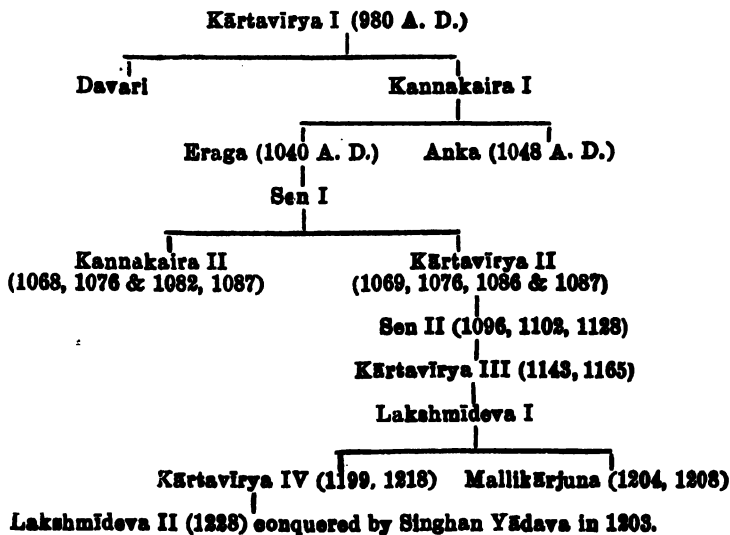 Kārtavīrya I (980 A. D.)
Davari Kannakaira I
Eraga (1040 A. D.) Anka (1048 A. D.)
Sen I
Kannakaira II Kārtavīrya II
(1068, 1076 & 1082, 1087) (1069, 1076, 1086 & 1087)
Sen II (1096, 1102, 1128)
Kārtavīrya III (1143, 1165)
Lakshmīdeva I
Kārtavīrya IV (1199, 1218) Mallikārjuna (1204, 1208)
Lakshmīdeva II (1228) conquered by Singhan Yādava in 1203.